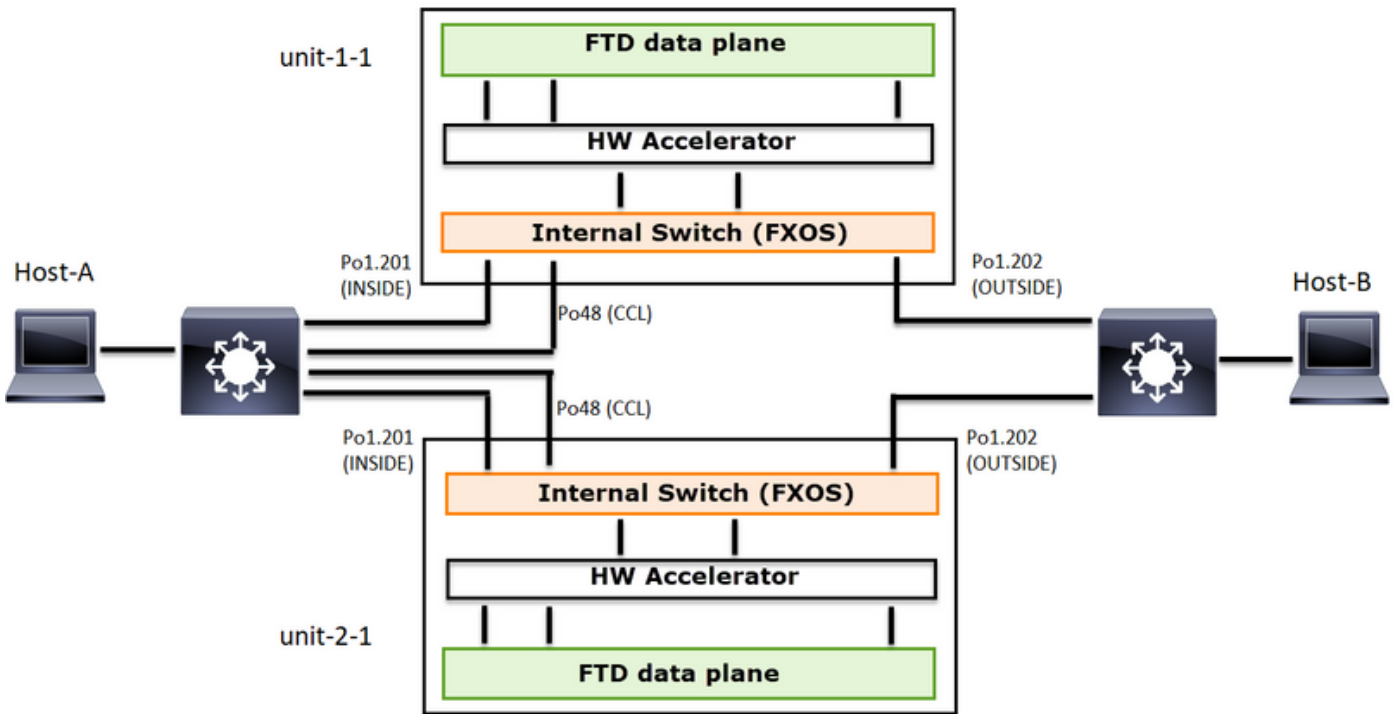 FTD data plane
unit-1-1
HW Accelerator
Internal Switch (FXOS)
Host-A
Po1.201
(INSIDE)
Po1.202
(OUTSIDE)
Host-B
Po48 (CCL)
Po48 (CCL)
Po1.201
(INSIDE)
Po1.202
(OUTSIDE)
Internal Switch (FXOS)
HW Accelerator
unit-2-1
FTD data plane